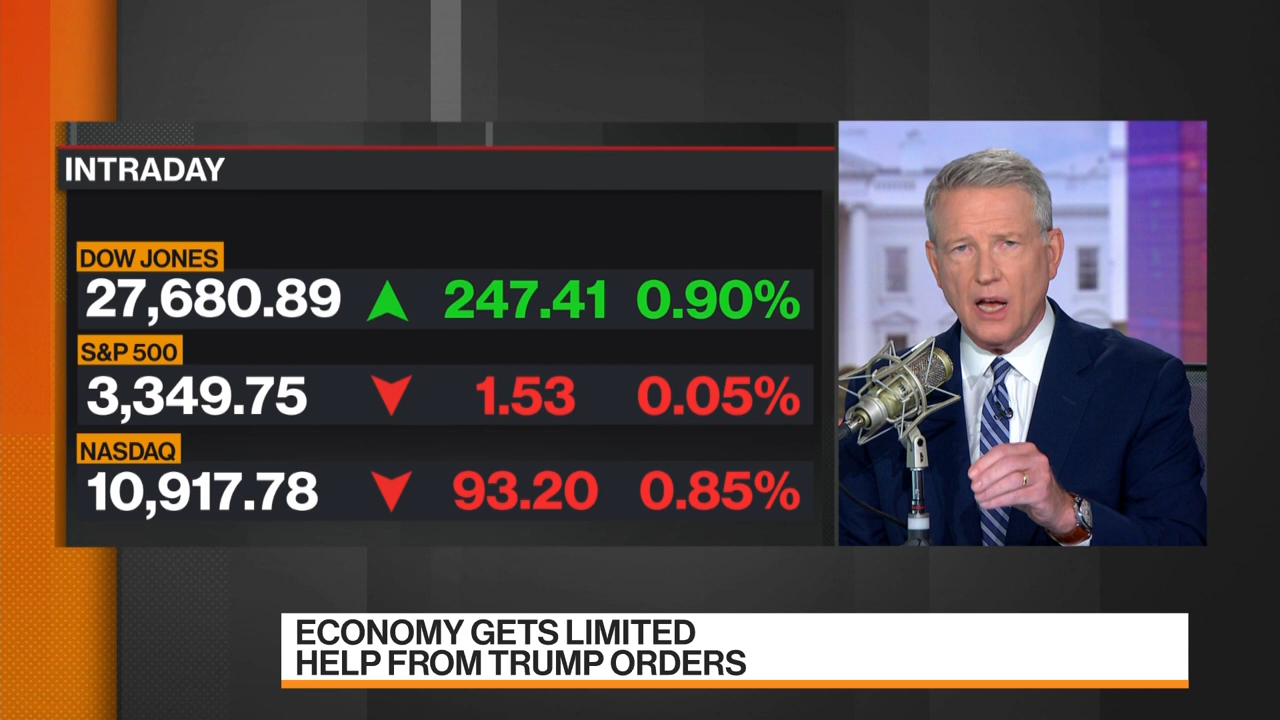 INTRADAY
DOW JONES
27,680.89 ▲ 247.41 0.90%
S&P 500
3,349.75 ▼ 1.53 0.05%
NASDAQ
10,917.78 ▼ 93.20 0.85%
ECONOMY GETS LIMITED
HELP FROM TRUMP ORDERS